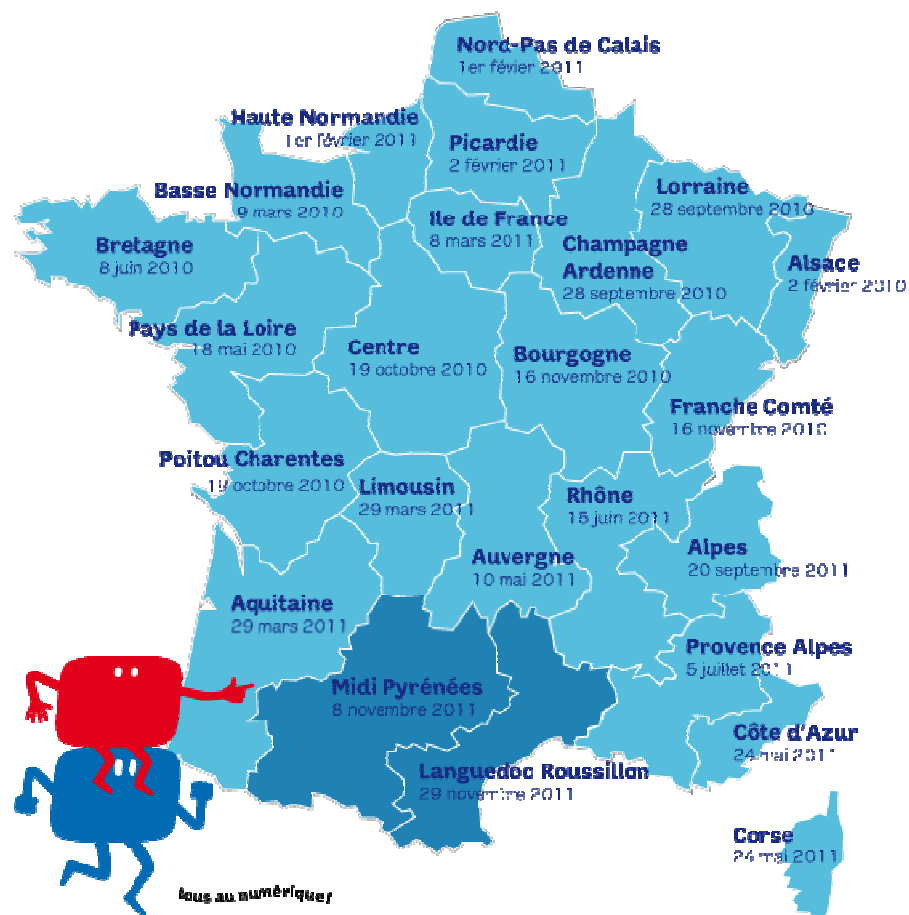 Nord-Pas de Calais
1er févier 2011
Haute Normandie
1er février 2011
Picardie
2 février 2011
Basse Normandie
9 mars 2010
Lorraine
28 septembre 2010
Ile de France
8 mars 2011
Bretagne
8 juin 2010
Champagne
Ardenne
28 septembre 2010
Alsace
2 février 2010
Pays de la Loire
18 mai 2010
Centre
19 octobre 2010
Bourgogne
16 novembre 2010
Franche Comté
16 novembre 2010
Poitou Charentes
19 octobre 2010
Limousin
29 mars 2011
Rhône
15 juin 2011
Auvergne
10 mai 2011
Alpes
20 septembre 2011
Aquitaine
29 mars 2011
Provence Alpes
5 juillet 2011
Midi Pyrénées
8 novembre 2011
Côte d'Azur
24 mai 2011
Languedoc Roussillon
29 novembre 2011
Corse
24 mai 2011
tous au numérique!